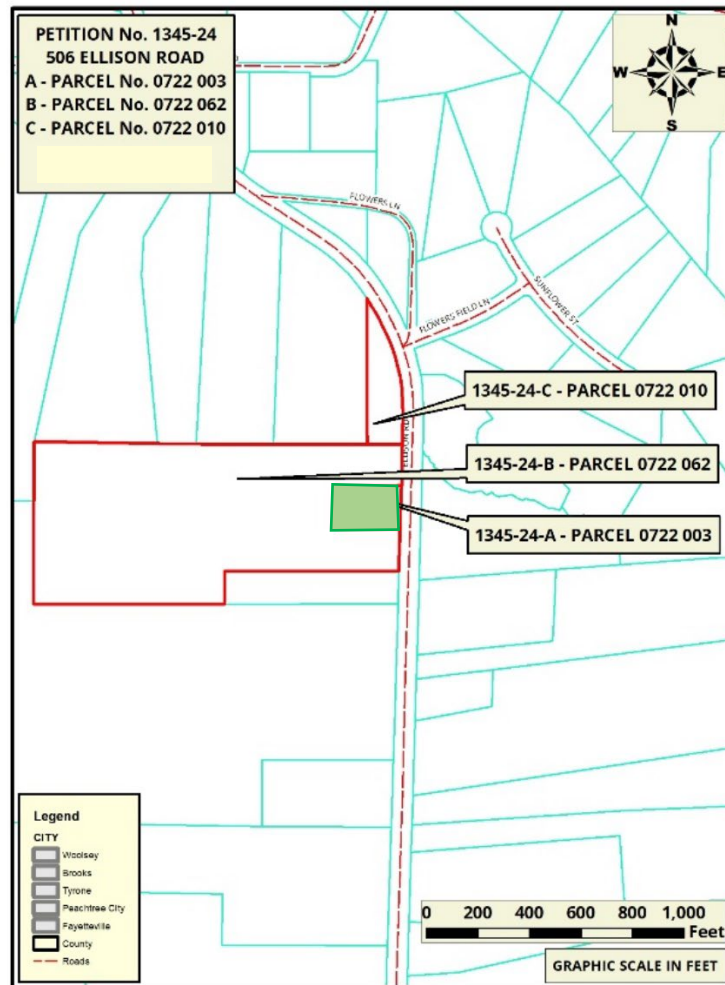 PETITION No. 1345-24
506 ELLISON ROAD
A - PARCEL No. 0722 003
B - PARCEL No. 0722 062
C - PARCEL No. 0722 010
N
W
E
S
FLOWERS LN
FLOWERS FIELD LN
SUNFLOWER ST
1345-24-C - PARCEL 0722 010
ELLISON RD
1345-24-B - PARCEL 0722 062
1345-24-A - PARCEL 0722 003
Legend
CITY
Woolsey
Brooks
Tyrone
Peachtree City
Fayetteville
County
Roads
0 200 400 600 800 1,000
Feet
GRAPHIC SCALE IN FEET